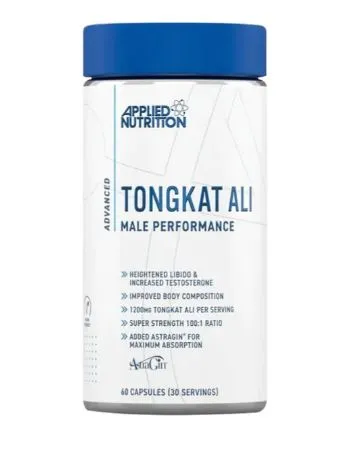 APPLIED
NUTRITION
ADVANCED
TONGKAT ALI
MALE PERFORMANCE
» HEIGHTENED LIBIDO &
INCREASED TESTOSTERONE
» IMPROVED BODY COMPOSITION
» 1200mg TONGKAT ALI PER SERVING
» SUPER STRENGTH 100:1 RATIO
» ADDED ASTRAGIN® FOR
MAXIMUM ABSORPTION
AstraGin™
60 CAPSULES (30 SERVINGS)